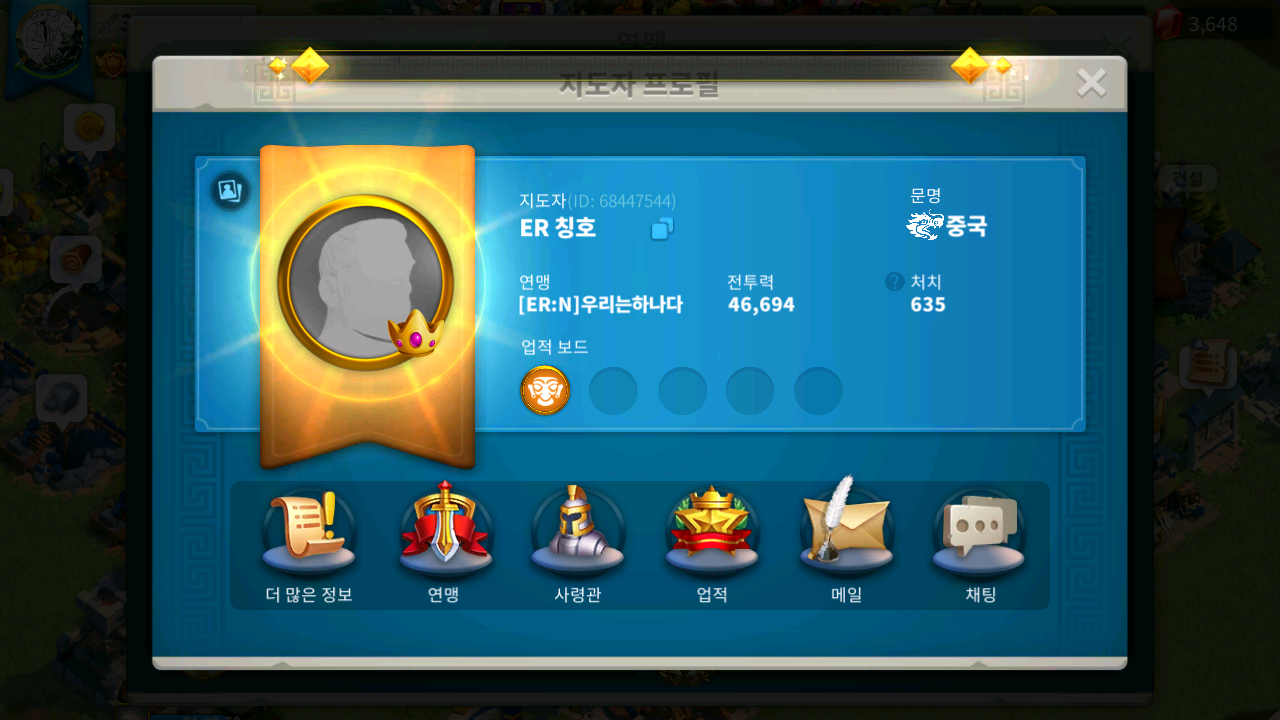 연맹
3,648
지도자 프로필
건설
지도자(ID: 68447544)
ER 칭호
문명
중국
연맹
[ER:N]우리는하나다
전투력
46,694
? 처치
635
업적 보드
더 많은 정보
연맹
사령관
업적
메일
채팅